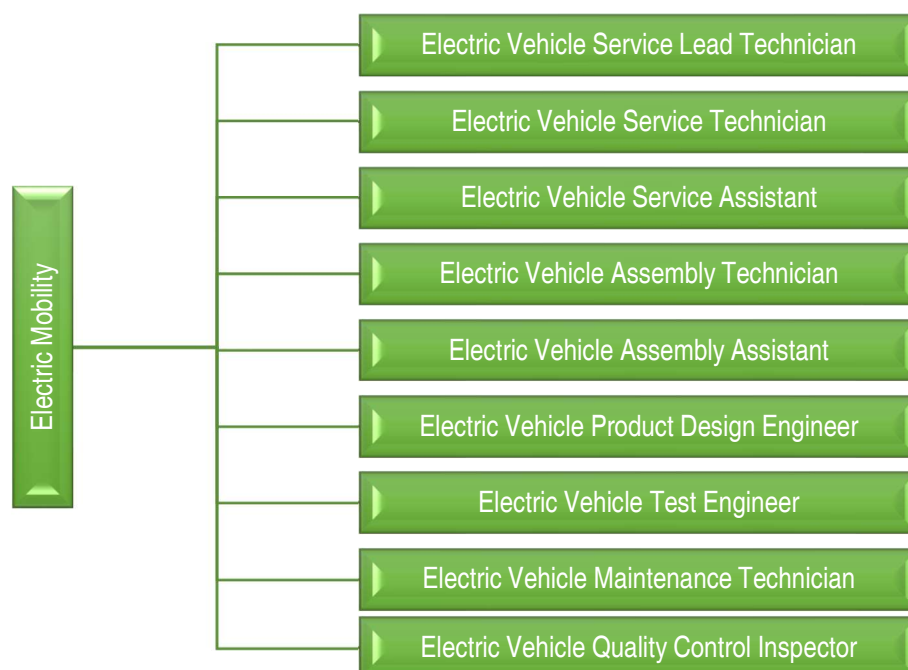 Electric Mobility
Electric Vehicle Service Lead Technician
Electric Vehicle Service Technician
Electric Vehicle Service Assistant
Electric Vehicle Assembly Technician
Electric Vehicle Assembly Assistant
Electric Vehicle Product Design Engineer
Electric Vehicle Test Engineer
Electric Vehicle Maintenance Technician
Electric Vehicle Quality Control Inspector